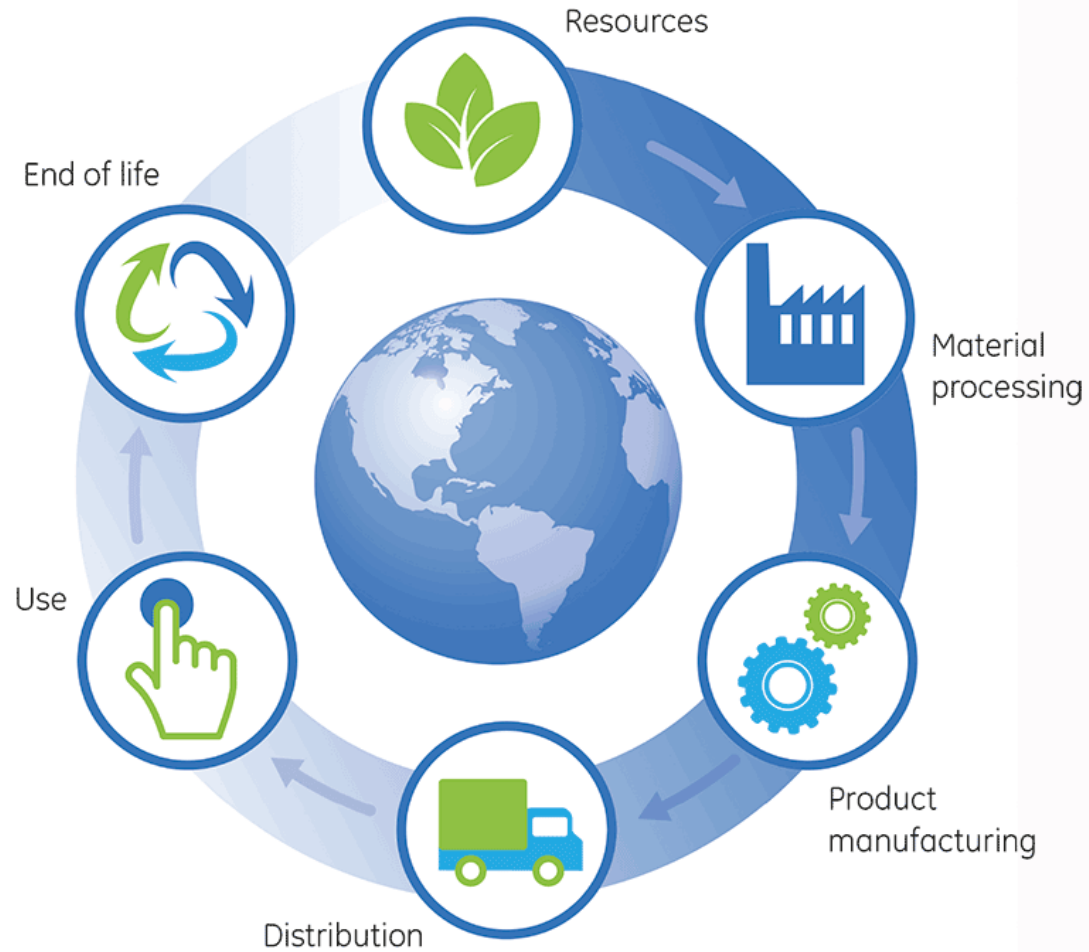 Resources
End of life
Material
processing
Use
Product
manufacturing
Distribution